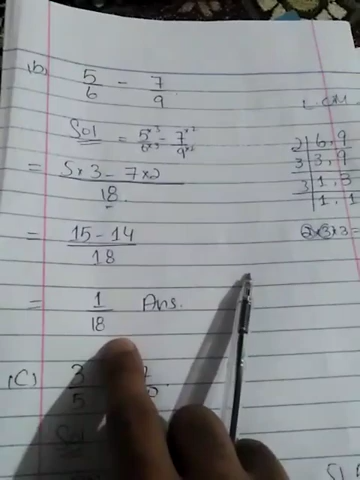 (b) 5/6 - 7/9
Sol = 5×3/6×3 - 7×2/9×2
= 5×3 - 7×2 / 18
= 15 - 14 / 18
= 1/18 Ans.
(C) 3/5
Sol
LCM
2 | 6, 9
3 | 3, 9
3 | 1, 3
| 1, 1
2×3×3 =